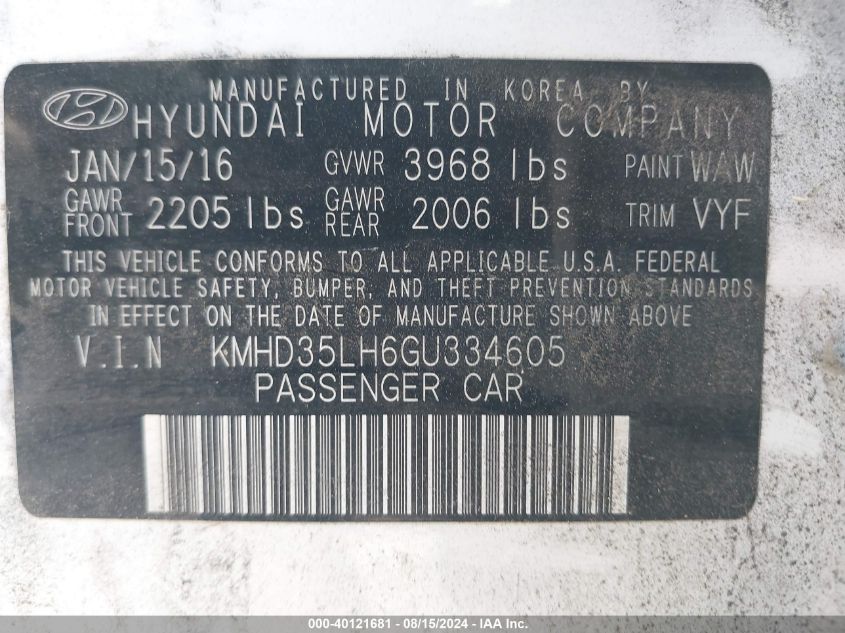 MANUFACTURED IN KOREA BY
HYUNDAI MOTOR COMPANY
JAN/15/16 GVWR 3968 lbs PAINT WAW
GAWR FRONT 2205 lbs GAWR REAR 2006 lbs TRIM VYF
THIS VEHICLE CONFORMS TO ALL APPLICABLE U.S.A. FEDERAL
MOTOR VEHICLE SAFETY, BUMPER, AND THEFT PREVENTION STANDARDS
IN EFFECT ON THE DATE OF MANUFACTURE SHOWN ABOVE.
V.I.N KMHD35LH6GU334605
PASSENGER CAR
000-40121681 - 08/15/2024 - IAA Inc.